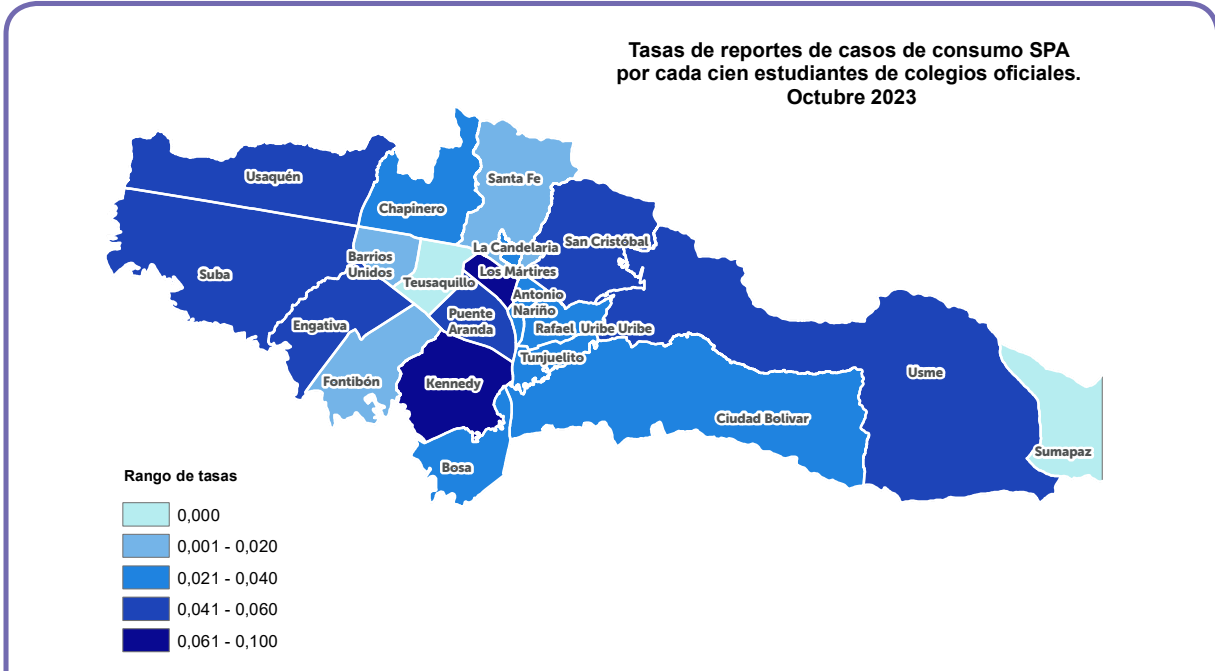 Tasas de reportes de casos de consumo SPA
por cada cien estudiantes de colegios oficiales.
Octubre 2023
Usaquén
Santa Fe
Chapinero
San Cristóbal
La Candelaria
Barrios
Unidos
Los Mártires
Suba
Teusaquillo
Antonio
Nariño
Puente
Aranda
Engativa
Rafael Uribe Uribe
Tunjuelito
Fontibón
Kennedy
Usme
Ciudad Bolivar
Sumapaz
Bosa
Rango de tasas
0,000
0,001 - 0,020
0,021 - 0,040
0,041 - 0,060
0,061 - 0,100